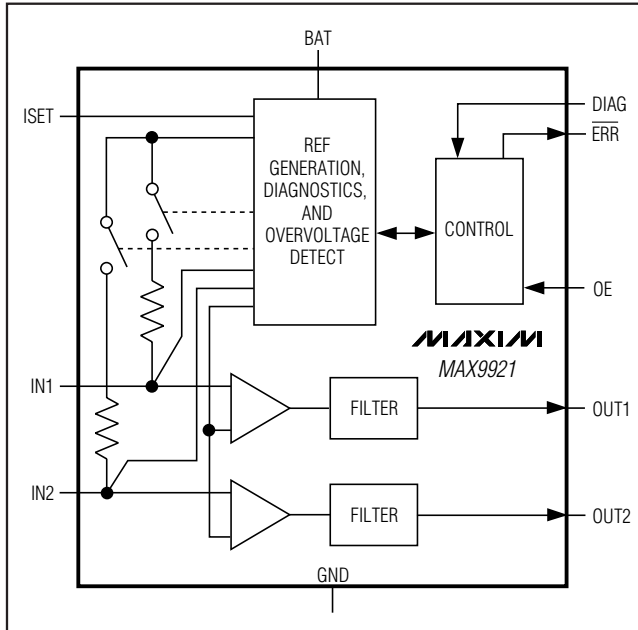 BAT
ISET
REF
GENERATION,
DIAGNOSTICS,
AND
OVERVOLTAGE
DETECT
CONTROL
DIAG
ERR
OE
MAXIM
MAX9921
IN1
FILTER
OUT1
IN2
FILTER
OUT2
GND